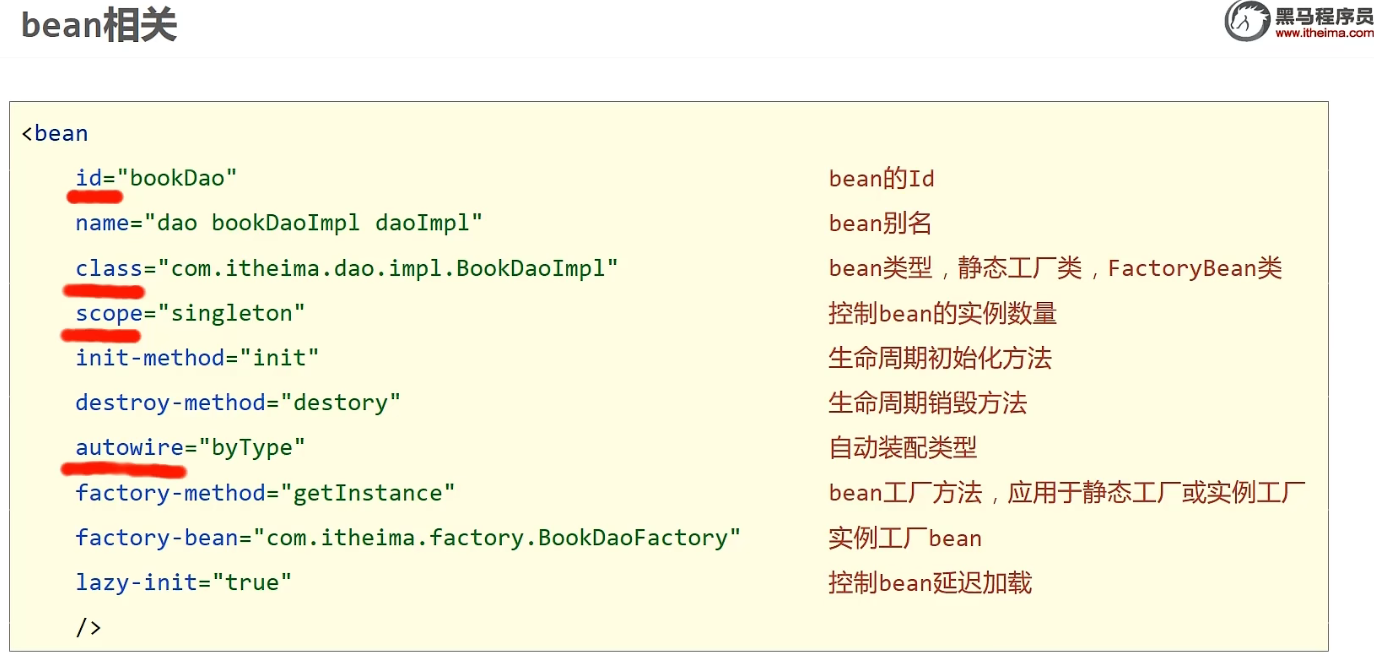 bean相关
黑马程序员
www.itheima.com
<bean
id="bookDao" bean的Id
name="dao bookDaoImpl daoImpl" bean别名
class="com.itheima.dao.impl.BookDaoImpl" bean类型，静态工厂类，FactoryBean类
scope="singleton" 控制bean的实例数量
init-method="init" 生命周期初始化方法
destroy-method="destory" 生命周期销毁方法
autowire="byType" 自动装配类型
factory-method="getInstance" bean工厂方法，应用于静态工厂或实例工厂
factory-bean="com.itheima.factory.BookDaoFactory" 实例工厂bean
lazy-init="true" 控制bean延迟加载
/>